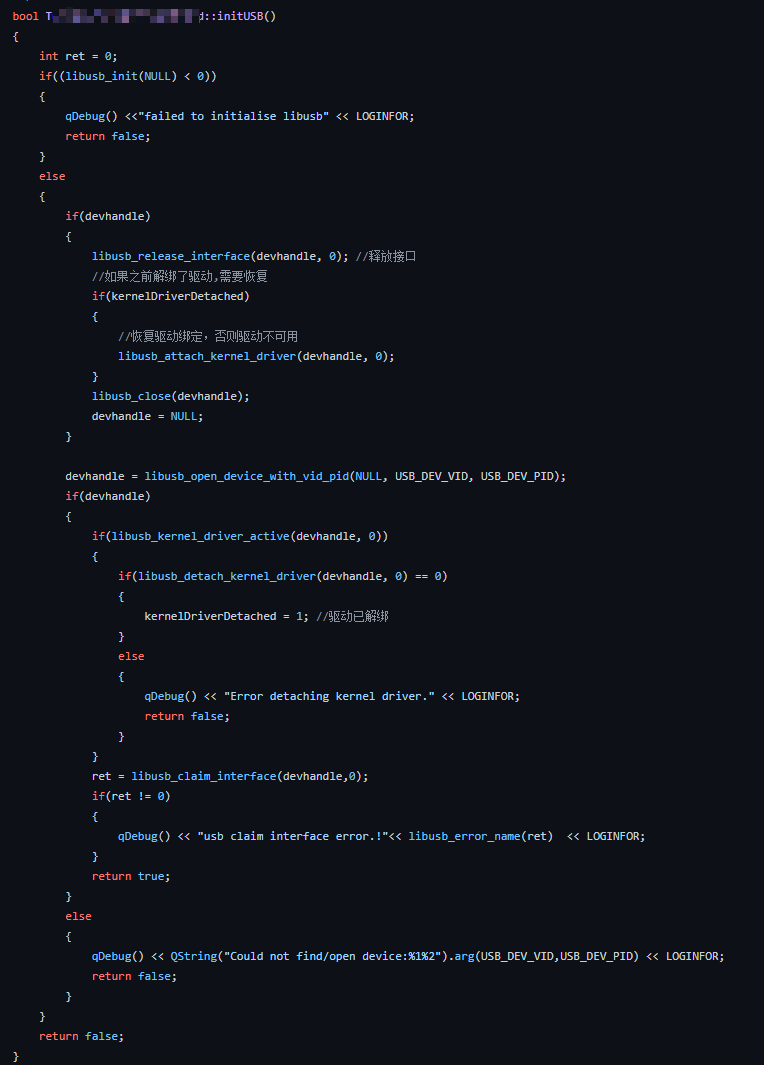 bool T d::initUSB()
{
int ret = 0;
if((libusb_init(NULL) < 0))
{
qDebug() <<"failed to initialise libusb" << LOGINFOR;
return false;
}
else
{
if(devhandle)
{
libusb_release_interface(devhandle, 0); //释放接口
//如果之前解绑了驱动,需要恢复
if(kernelDriverDetached)
{
//恢复驱动绑定，否则驱动不可用
libusb_attach_kernel_driver(devhandle, 0);
}
libusb_close(devhandle);
devhandle = NULL;
}
devhandle = libusb_open_device_with_vid_pid(NULL, USB_DEV_VID, USB_DEV_PID);
if(devhandle)
{
if(libusb_kernel_driver_active(devhandle, 0))
{
if(libusb_detach_kernel_driver(devhandle, 0) == 0)
{
kernelDriverDetached = 1; //驱动已解绑
}
else
{
qDebug() << "Error detaching kernel driver." << LOGINFOR;
return false;
}
}
ret = libusb_claim_interface(devhandle,0);
if(ret != 0)
{
qDebug() << "usb claim interface error.!"<< libusb_error_name(ret)  << LOGINFOR;
}
return true;
}
else
{
qDebug() << QString("Could not find/open device:%1%2").arg(USB_DEV_VID,USB_DEV_PID) << LOGINFOR;
return false;
}
}
return false;
}